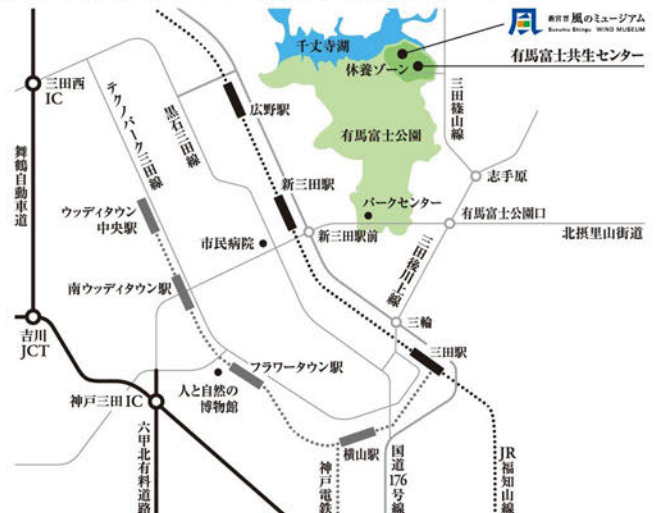 新宮晋 風のミュージアム
Susumu Shingu WIND MUSEUM
千丈寺湖
休養ゾーン
有馬富士共生センター
三田西
IC
テクノパーク三田線
黒石三田線
広野駅
三田篠山線
有馬富士公園
舞鶴自動車道
新三田駅
志手原
ウッディタウン
中央駅
パークセンター
有馬富士公園口
市民病院
新三田駅前
北摂里山街道
三田後川上線
南ウッディタウン駅
三輪
吉川
JCT
三田駅
フラワータウン駅
人と自然の
博物館
神戸三田IC
六甲北有料道路
横山駅
神戸電鉄
国道176号線
JR福知山線